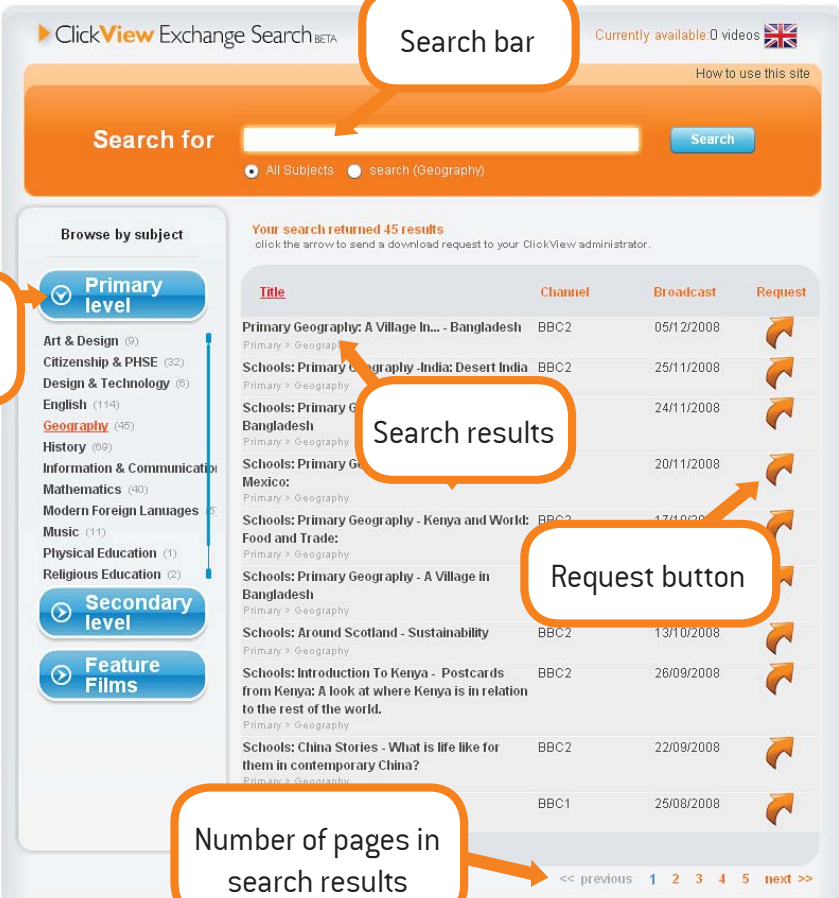 ClickView Exchange Search BETA
Search bar
Currently available:0 videos
How to use this site
Search for
Search
All Subjects search (Geography)
Browse by subject
Primary level
Art & Design (9)
Citizenship & PHSE (32)
Design & Technology (6)
English (114)
Geography (45)
History (69)
Information & Communication
Mathematics (40)
Modern Foreign Lanuages
Music (11)
Physical Education (1)
Religious Education (2)
Secondary level
Feature Films
Your search returned 45 results
click the arrow to send a download request to your ClickView administrator.
Title Channel Broadcast Request
Primary Geography: A Village In... - Bangladesh BBC2 05/12/2008
Primary > Geography
Schools: Primary Geography -India: Desert India BBC2 25/11/2008
Primary > Geography
Schools: Primary G 24/11/2008
Bangladesh
Primary > Geography
Search results
Schools: Primary Ge 20/11/2008
Mexico:
Primary > Geography
Schools: Primary Geography - Kenya and World: BBC2
Food and Trade:
Primary > Geography
Request button
Schools: Primary Geography - A Village in
Bangladesh
Primary > Geography
Schools: Around Scotland - Sustainability BBC2 13/10/2008
Primary > Geography
Schools: Introduction To Kenya - Postcards BBC2 26/09/2008
from Kenya: A look at where Kenya is in relation
to the rest of the world.
Primary > Geography
Schools: China Stories - What is life like for BBC2 22/09/2008
them in contemporary China?
Primary > Geography
BBC1 25/08/2008
Number of pages in
search results
<< previous 1 2 3 4 5 next >>